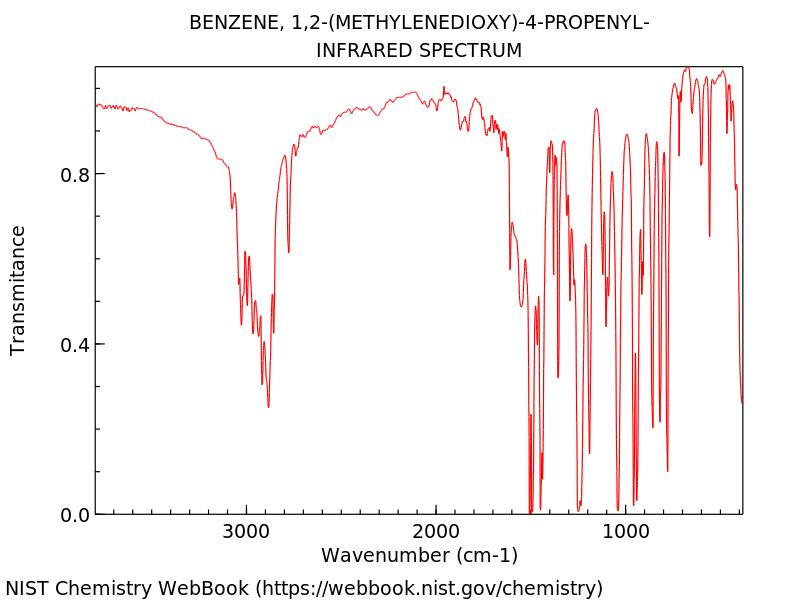 BENZENE, 1,2-(METHYLENEDIOXY)-4-PROPENYL-
INFRARED SPECTRUM
Transmitance
0.8
0.4
0.0
3000 2000 1000
Wavenumber (cm-1)
NIST Chemistry WebBook (https://webbook.nist.gov/chemistry)